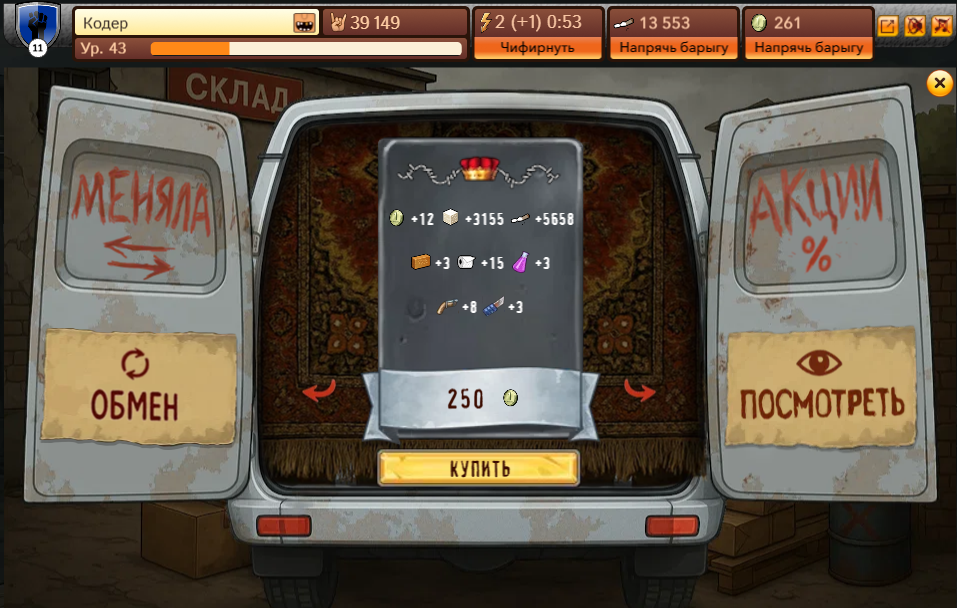 Кодер
39 149
2 (+1) 0:53
13 553
261
11
Ур. 43
Чифирнуть
Напрячь барыгу
Напрячь барыгу
СКЛАД
МЕНЯЛА
АКЦИИ
%
+12 +3155 +5658
+3 +15 +3
+8 +3
ОБМЕН
250
ПОСМОТРЕТЬ
КУПИТЬ